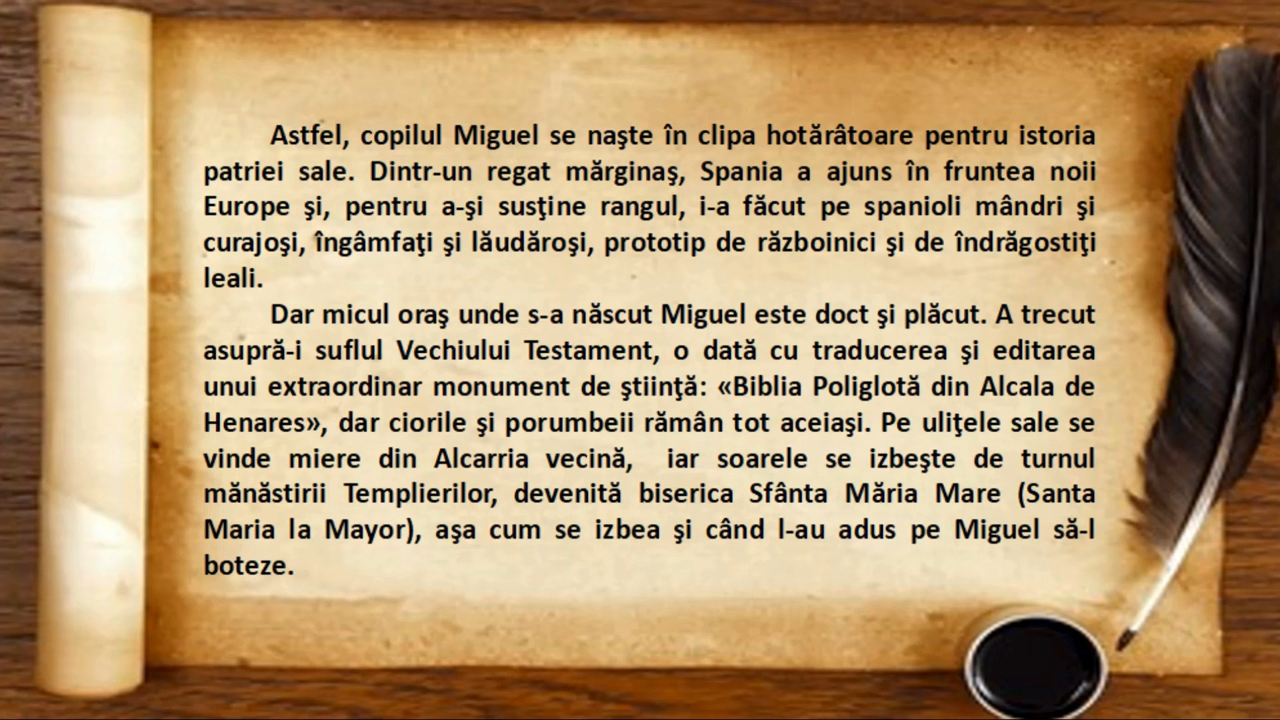 Astfel, copilul Miguel se naşte în clipa hotărâtoare pentru istoria
patriei sale. Dintr-un regat mărginaş, Spania a ajuns în fruntea noii
Europe şi, pentru a-şi susţine rangul, i-a făcut pe spanioli mândri şi
curajoşi, îngâmfaţi şi lăudăroşi, prototip de războinici şi de îndrăgostiţi
leali.
Dar micul oraş unde s-a născut Miguel este doct şi plăcut. A trecut
asupră-i suflul Vechiului Testament, o dată cu traducerea şi editarea
unui extraordinar monument de ştiinţă: «Biblia Poliglotă din Alcala de
Henares», dar ciorile şi porumbeii rămân tot aceiaşi. Pe uliţele sale se
vinde miere din Alcarria vecină, iar soarele se izbeşte de turnul
mănăstirii Templierilor, devenită biserica Sfânta Măria Mare (Santa
Maria la Mayor), aşa cum se izbea şi când l-au adus pe Miguel să-l
boteze.